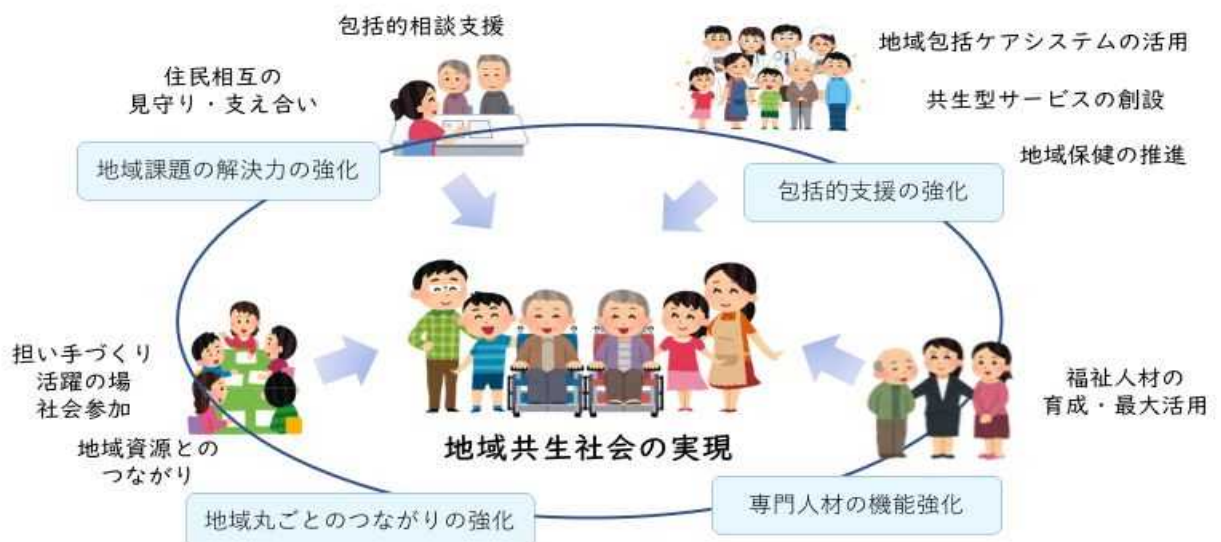 包括的相談支援
住民相互の
見守り・支え合い
地域課題の解決力の強化
地域包括ケアシステムの活用
共生型サービスの創設
地域保健の推進
包括的支援の強化
担い手づくり
活躍の場
社会参加
地域資源との
つながり
地域丸ごとのつながりの強化
地域共生社会の実現
福祉人材の
育成・最大活用
専門人材の機能強化